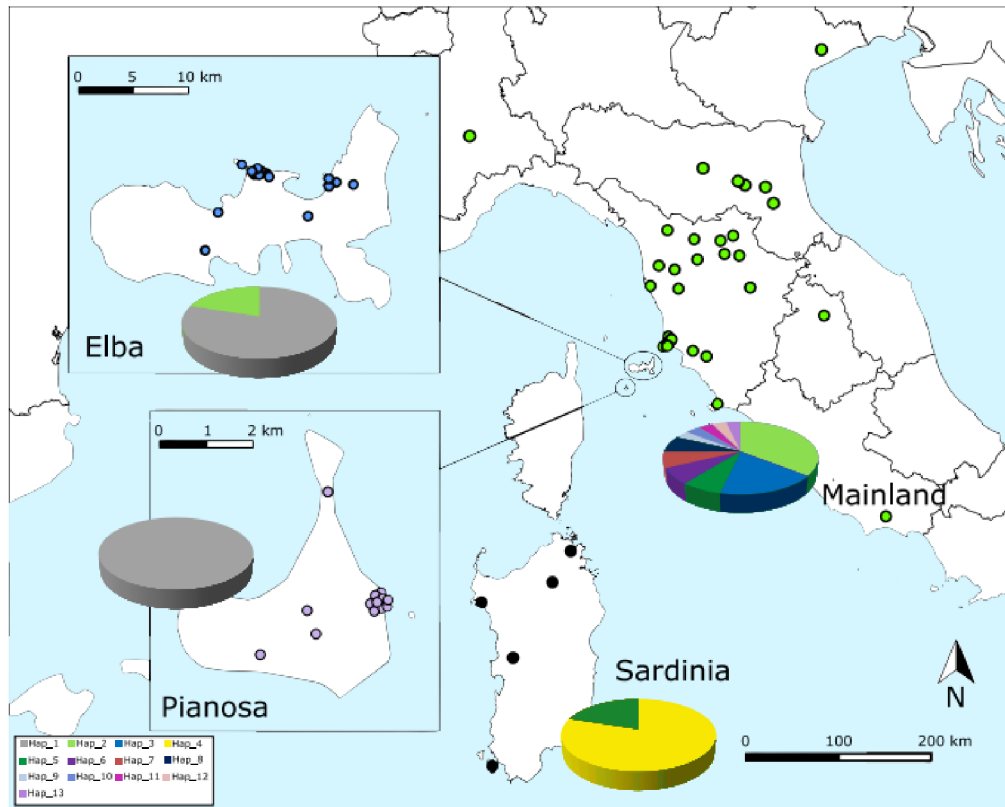 0 5 10 km
Elba
0 1 2 km
Pianosa
Mainland
Sardinia
N
0 100 200 km
Hap_1 Hap_2 Hap_3 Hap_4
Hap_5 Hap_6 Hap_7 Hap_8
Hap_9 Hap_10 Hap_11 Hap_12
Hap_13